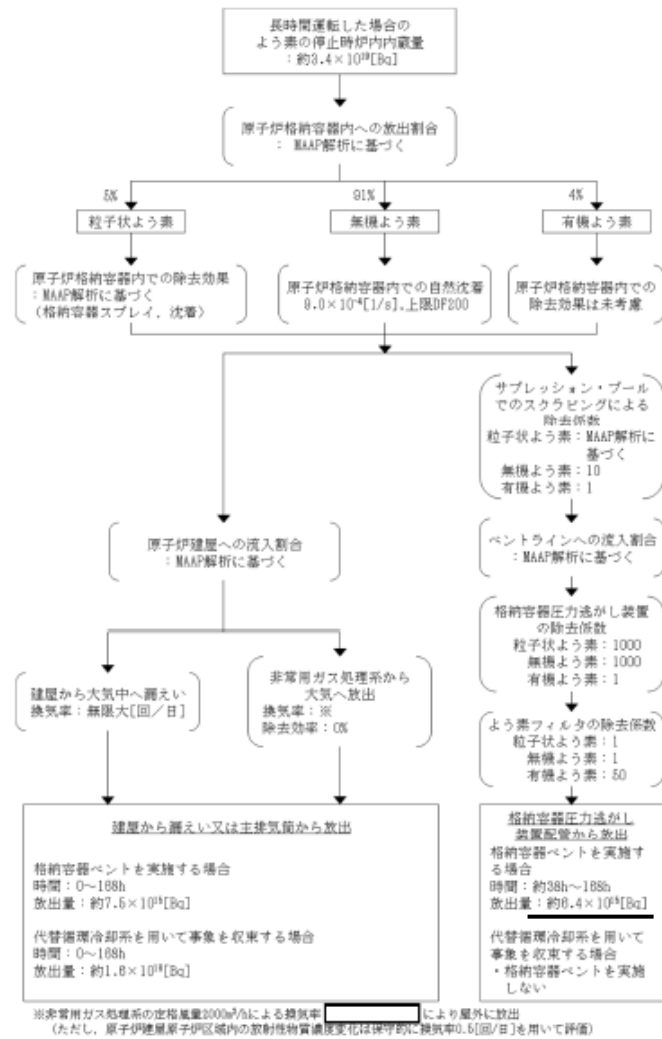 長時間運転した場合の
よう素の停止時炉内内蔵量
：約3.4×10¹⁹[Bq]
原子炉格納容器内への放出割合
： MAAP解析に基づく
5%
91%
4%
粒子状よう素
無機よう素
有機よう素
原子炉格納容器内での除去効果
：MAAP解析に基づく
（格納容器スプレイ，沈着）
原子炉格納容器内での自然沈着
9.0×10⁻⁴[1/s]，上限DF200
原子炉格納容器内での
除去効果は未考慮
サプレッション・プール
でのスクラビングによる
除去係数
粒子状よう素：MAAP解析に
基づく
無機よう素：10
有機よう素：1
原子炉建屋への流入割合
：MAAP解析に基づく
ベントラインへの流入割合
：MAAP解析に基づく
格納容器圧力逃がし装置
の除去係数
粒子状よう素：1000
無機よう素：1000
有機よう素：1
建屋から大気中へ漏えい
換気率：無限大[回／日]
非常用ガス処理系から
大気へ放出
換気率：※
除去効率：0%
よう素フィルタの除去係数
粒子状よう素：1
無機よう素：1
有機よう素：50
建屋から漏えい又は主排気筒から放出
格納容器ベントを実施する場合
時間：0～168h
放出量：約7.5×10¹⁵[Bq]
代替循環冷却系を用いて事象を収束する場合
時間：0～168h
放出量：約1.6×10¹⁶[Bq]
格納容器圧力逃がし
装置配管から放出
格納容器ベントを実施す
る場合
時間：約38h～168h
放出量：約6.4×10¹⁵[Bq]
代替循環冷却系を用いて
事象を収束する場合
・格納容器ベントを実施
しない
※非常用ガス処理系の定格風量2000m³/hによる換気率 により屋外に放出
（ただし，原子炉建屋原子炉区域内の放射性物質濃度変化は保守的に換気率0.5[回/日]を用いて評価）